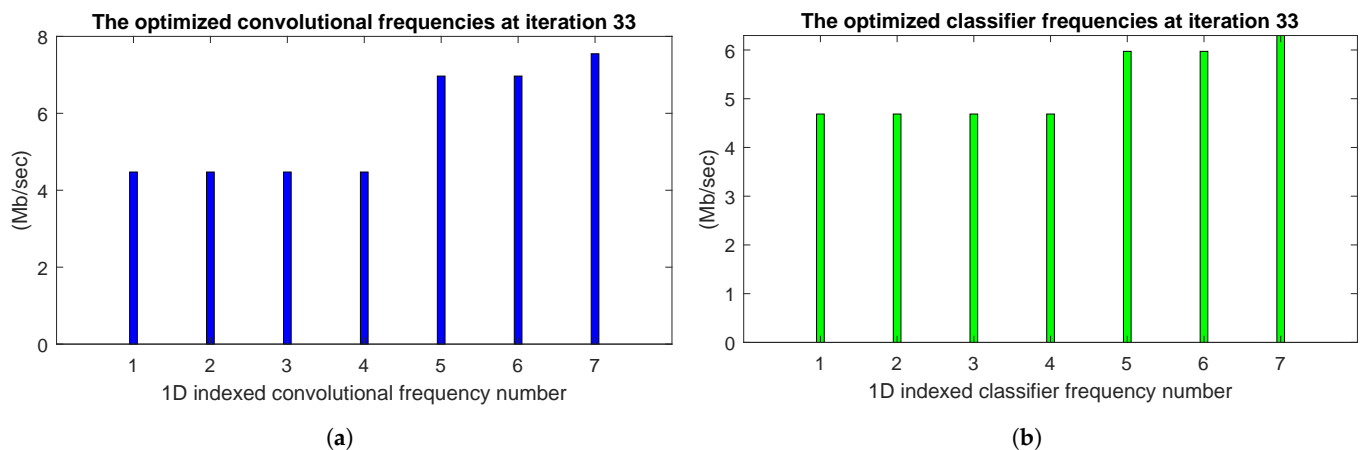 The optimized convolutional frequencies at iteration 33
8
6
4
2
0
(Mb/sec)
1 2 3 4 5 6 7
1D indexed convolutional frequency number
(a)
The optimized classifier frequencies at iteration 33
6
5
4
3
2
1
0
(Mb/sec)
1 2 3 4 5 6 7
1D indexed classifier frequency number
(b)